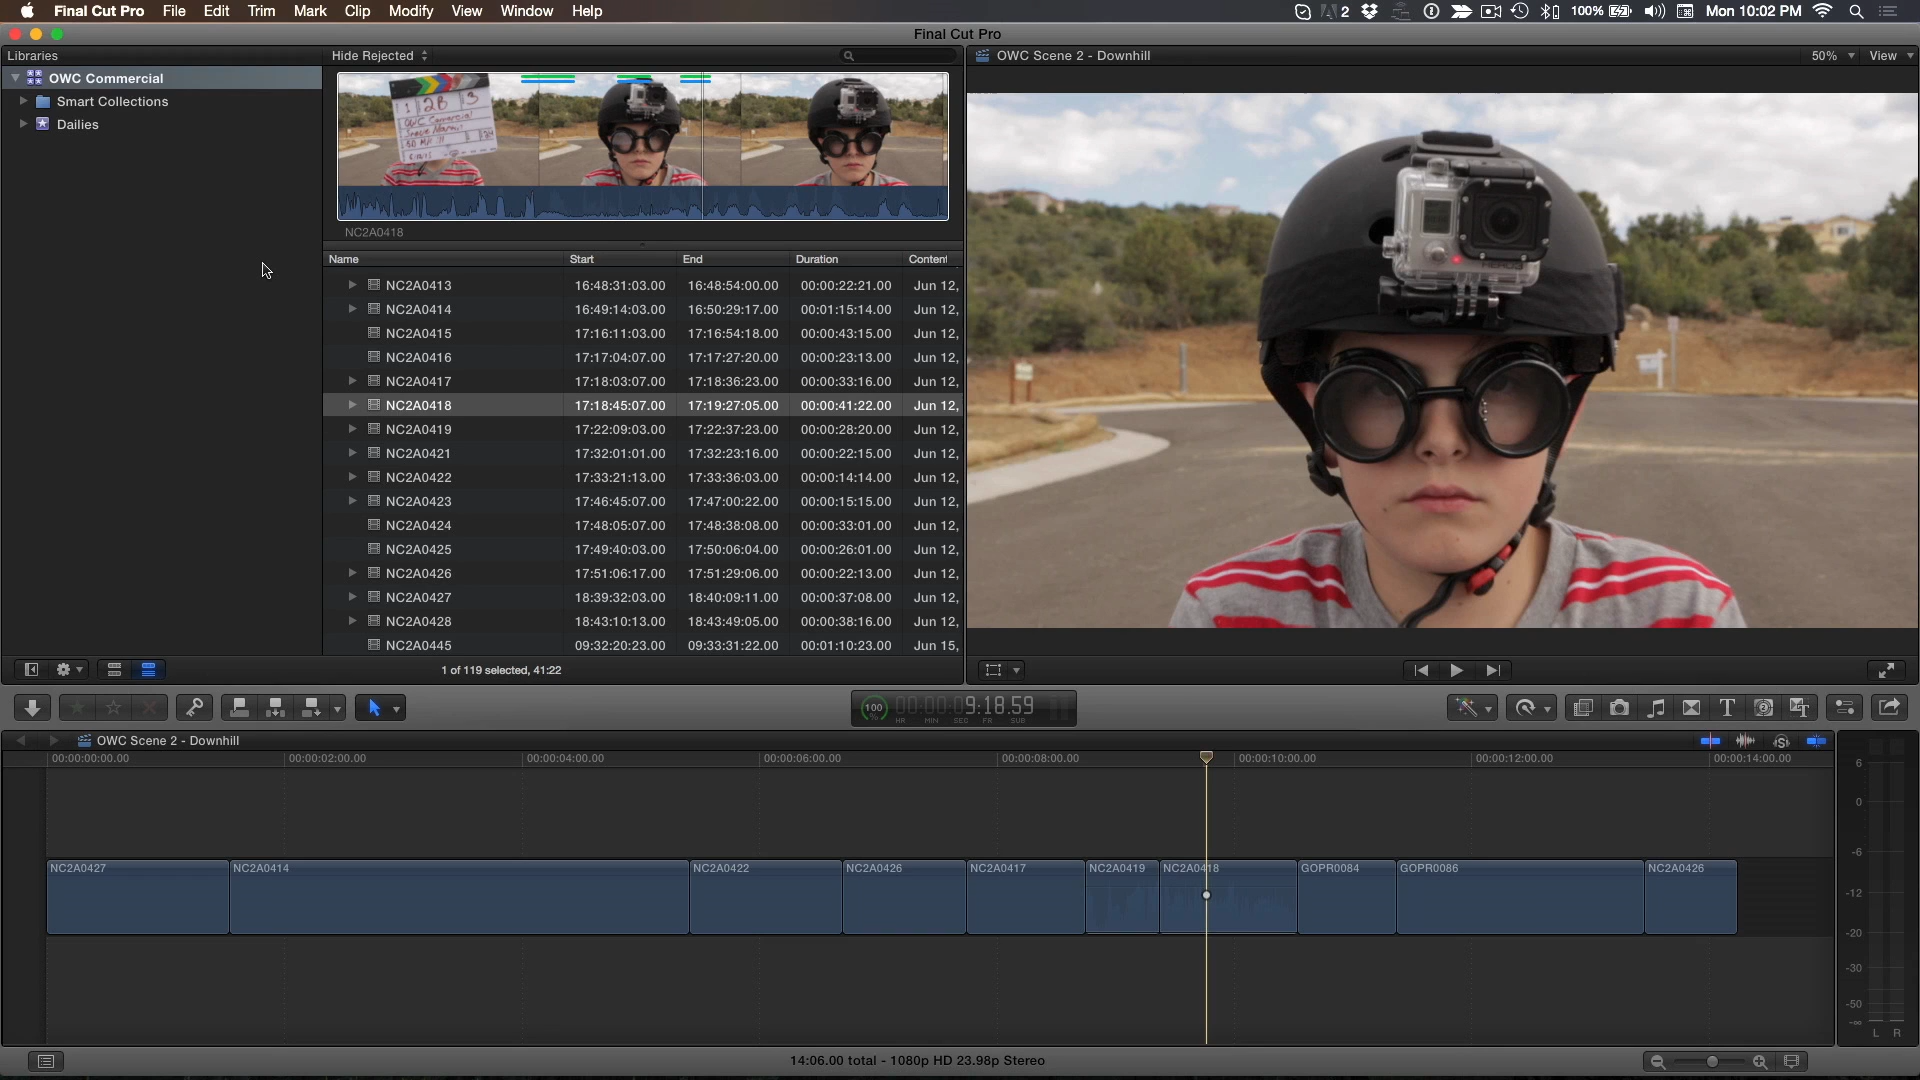 Final Cut Pro File Edit Trim Mark Clip Modify View Window Help 2 100% Mon 10:02 PM
Final Cut Pro
Libraries
Hide Rejected
OWC Scene 2 - Downhill 50% View
OWC Commercial
Smart Collections
Dailies
NC2A0418
Name Start End Duration Content
NC2A0413 16:48:31:03.00 16:48:54:00.00 00:00:22:21.00 Jun 12,
NC2A0414 16:49:14:03.00 16:50:29:17.00 00:01:15:14.00 Jun 12,
NC2A0415 17:16:11:03.00 17:16:54:18.00 00:00:43:15.00 Jun 12,
NC2A0416 17:17:04:07.00 17:17:27:20.00 00:00:23:13.00 Jun 12,
NC2A0417 17:18:03:07.00 17:18:36:23.00 00:00:33:16.00 Jun 12,
NC2A0418 17:18:45:07.00 17:19:27:05.00 00:00:41:22.00 Jun 12,
NC2A0419 17:22:09:03.00 17:22:37:23.00 00:00:28:20.00 Jun 12,
NC2A0421 17:32:01:01.00 17:32:23:16.00 00:00:22:15.00 Jun 12,
NC2A0422 17:33:21:13.00 17:33:36:03.00 00:00:14:14.00 Jun 12,
NC2A0423 17:46:45:07.00 17:47:00:22.00 00:00:15:15.00 Jun 12,
NC2A0424 17:48:05:07.00 17:48:38:08.00 00:00:33:01.00 Jun 12,
NC2A0425 17:49:40:03.00 17:50:06:04.00 00:00:26:01.00 Jun 12,
NC2A0426 17:51:06:17.00 17:51:29:06.00 00:00:22:13.00 Jun 12,
NC2A0427 18:39:32:03.00 18:40:09:11.00 00:00:37:08.00 Jun 12,
NC2A0428 18:43:10:13.00 18:43:49:05.00 00:00:38:16.00 Jun 12,
NC2A0445 09:32:20:23.00 09:33:31:22.00 00:01:10:23.00 Jun 15,
1 of 119 selected, 41:22
100 % 00:00:09:18.59
HR MIN SEC FR SUB
OWC Scene 2 - Downhill
00:00:00:00.00 00:00:02:00.00 00:00:04:00.00 00:00:06:00.00 00:00:08:00.00 00:00:10:00.00 00:00:12:00.00 00:00:14:00.00
NC2A0427 NC2A0414 NC2A0422 NC2A0426 NC2A0417 NC2A0419 NC2A0418 GOPR0084 GOPR0086 NC2A0426
6
0
-6
-12
-20
-30
-50
-∞
L R
14:06.00 total - 1080p HD 23.98p Stereo